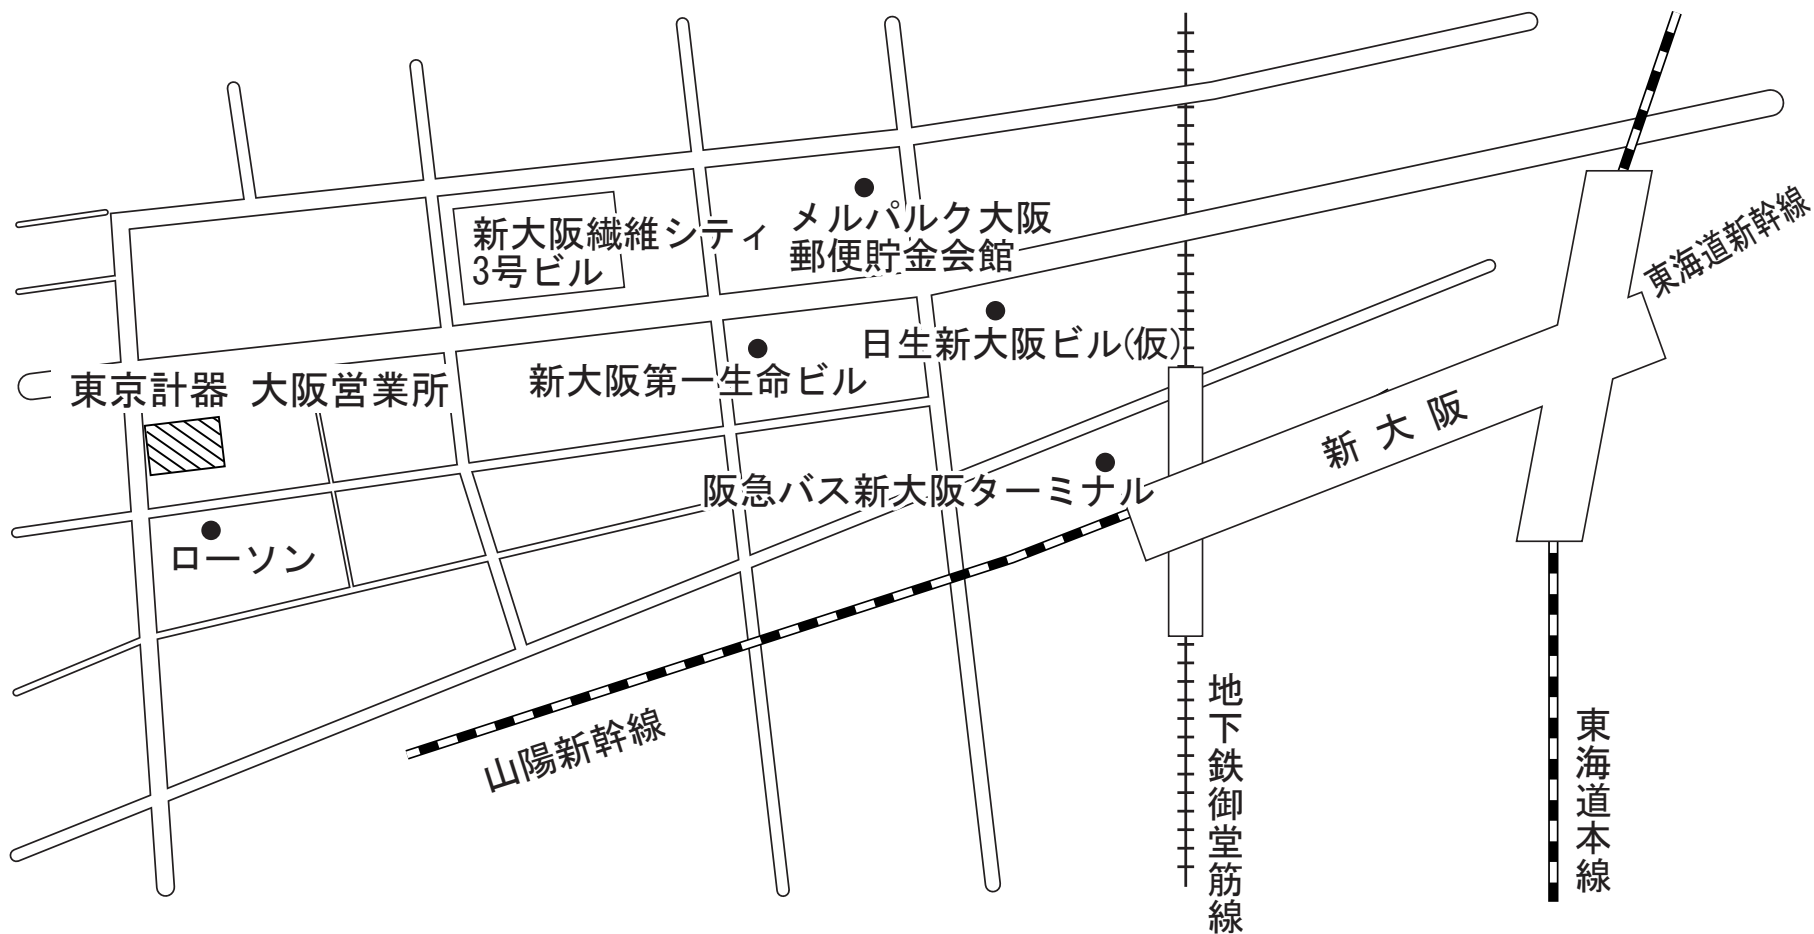 新大阪繊維シティ
3号ビル
メルパルク大阪
郵便貯金会館
東海道新幹線
日生新大阪ビル(仮)
東京計器 大阪営業所
新大阪第一生命ビル
新大阪
阪急バス新大阪ターミナル
ローソン
山陽新幹線
地下鉄御堂筋線
東海道本線